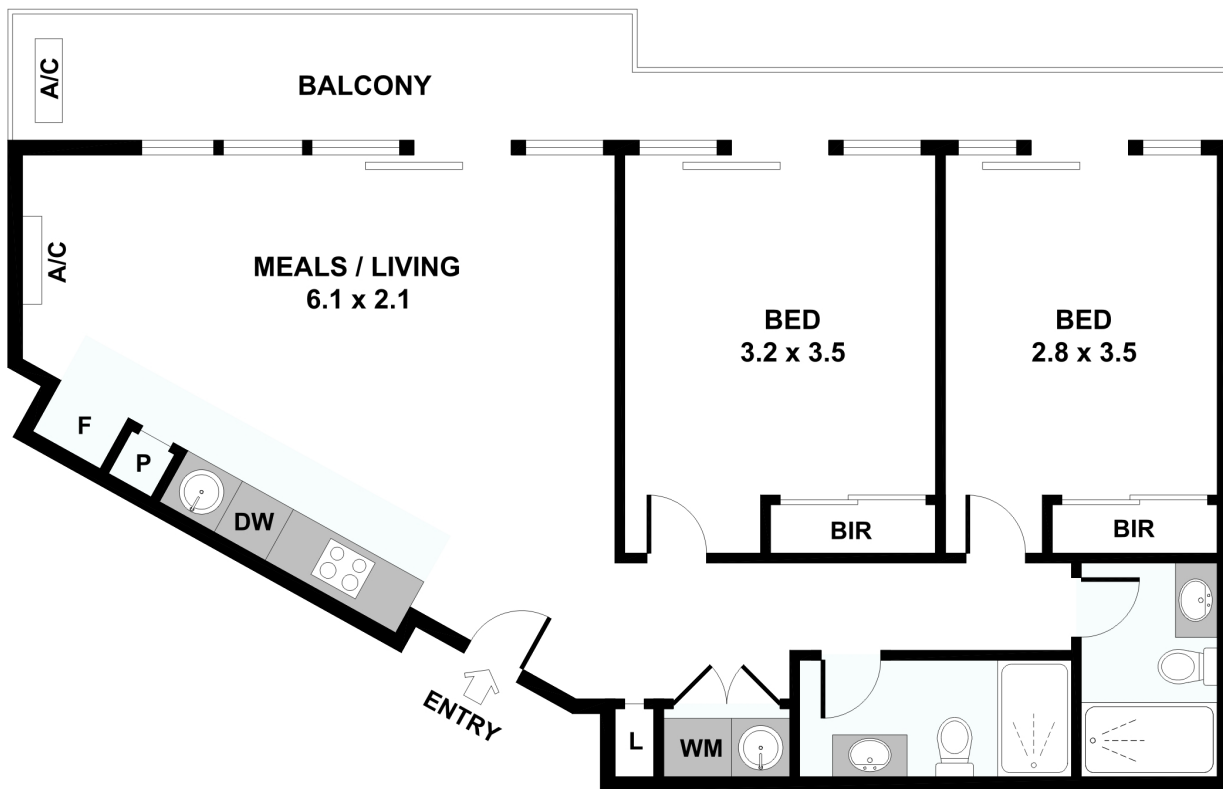 A/C
BALCONY
A/C
MEALS / LIVING
6.1 x 2.1
BED
3.2 x 3.5
BED
2.8 x 3.5
F
P
DW
BIR
BIR
ENTRY
L
WM